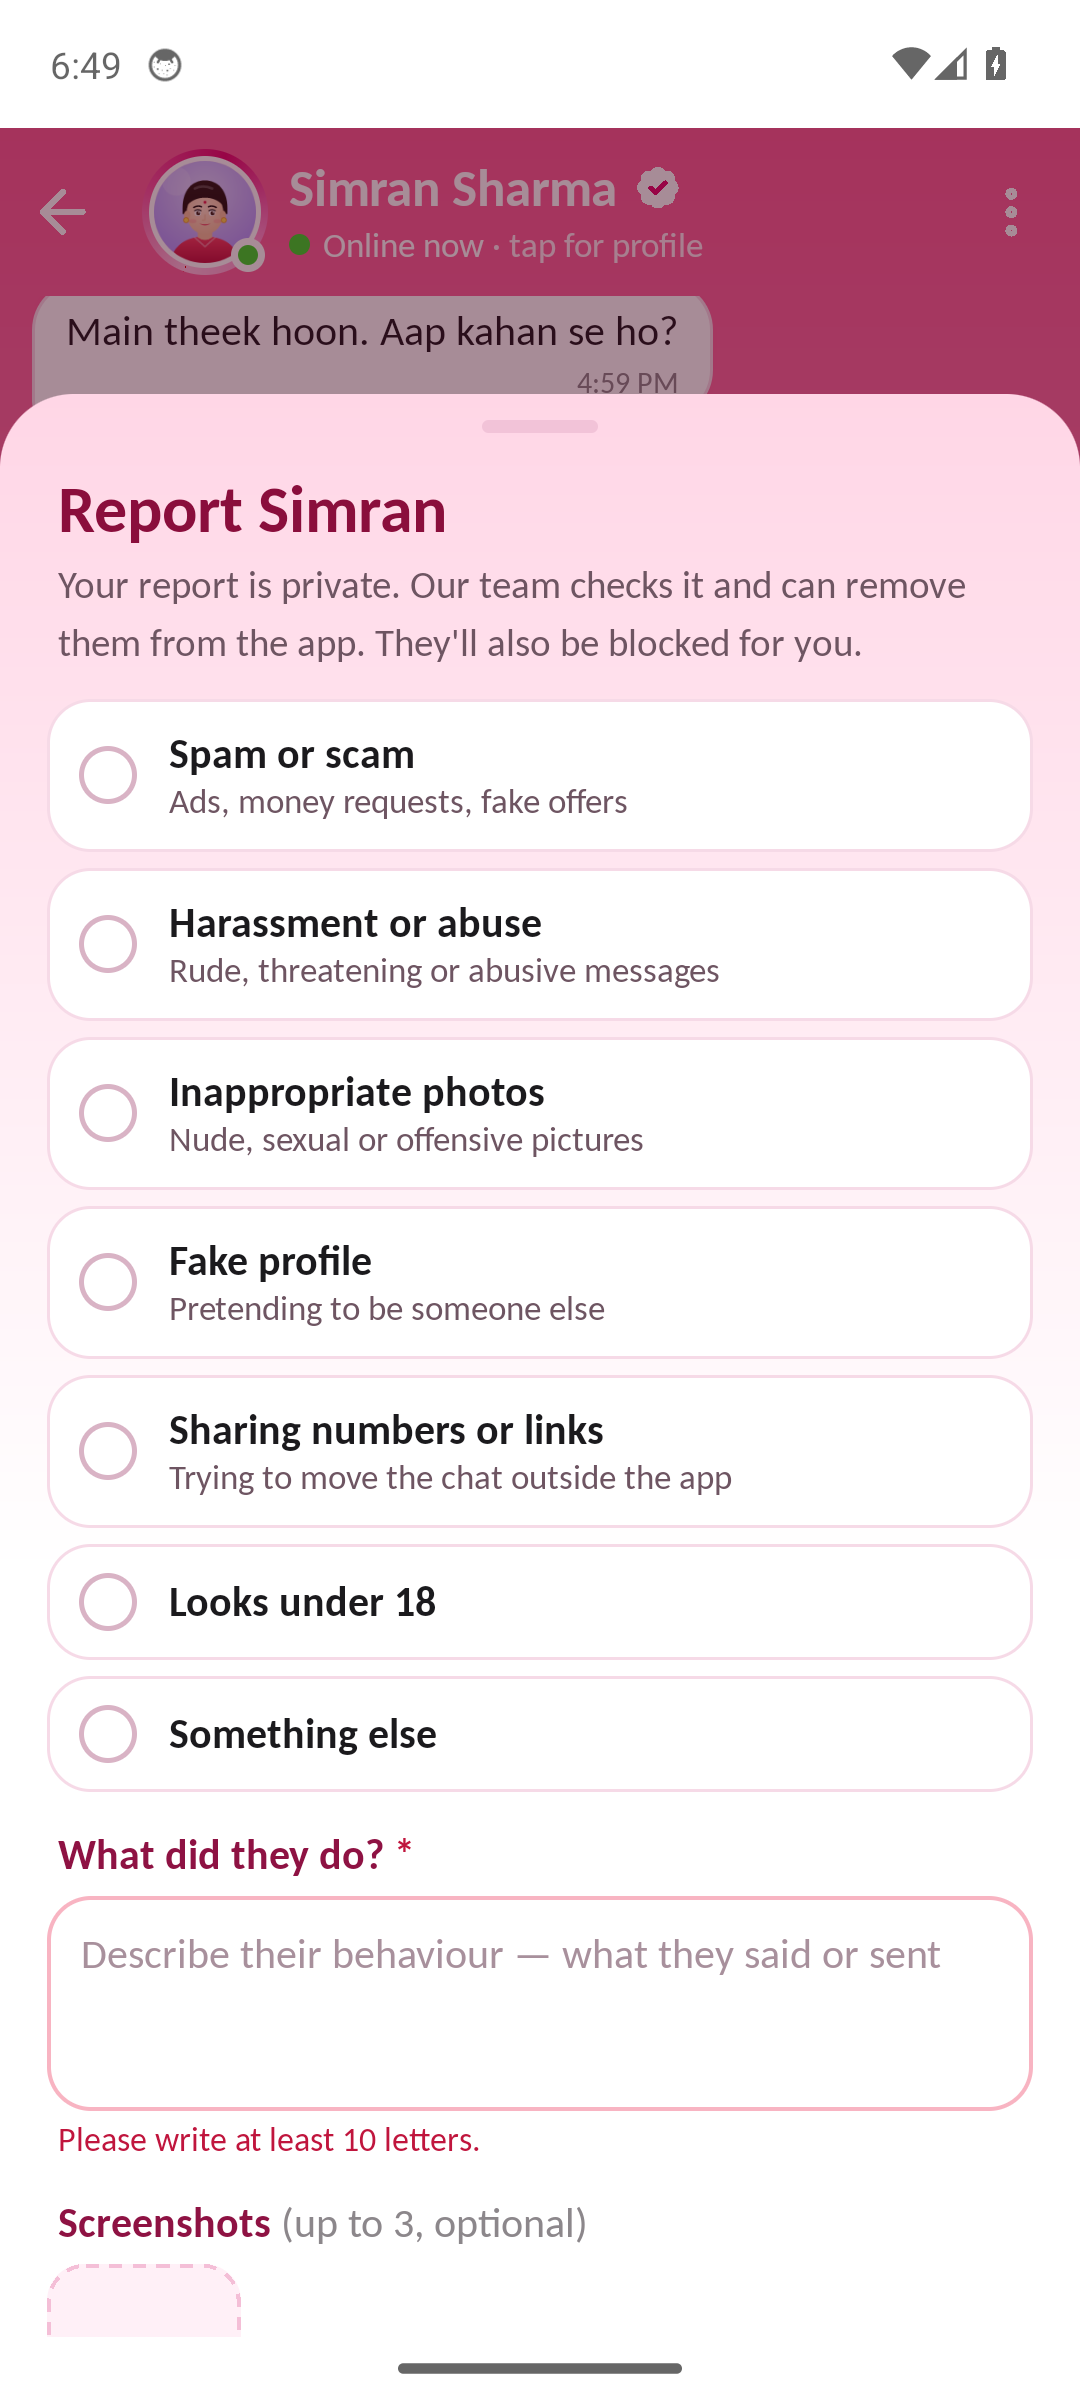 6:49
Simran Sharma
Online now · tap for profile
Main theek hoon. Aap kahan se ho?
4:59 PM
Report Simran
Your report is private. Our team checks it and can remove
them from the app. They'll also be blocked for you.
Spam or scam
Ads, money requests, fake offers
Harassment or abuse
Rude, threatening or abusive messages
Inappropriate photos
Nude, sexual or offensive pictures
Fake profile
Pretending to be someone else
Sharing numbers or links
Trying to move the chat outside the app
Looks under 18
Something else
What did they do? *
Describe their behaviour — what they said or sent
Please write at least 10 letters.
Screenshots (up to 3, optional)